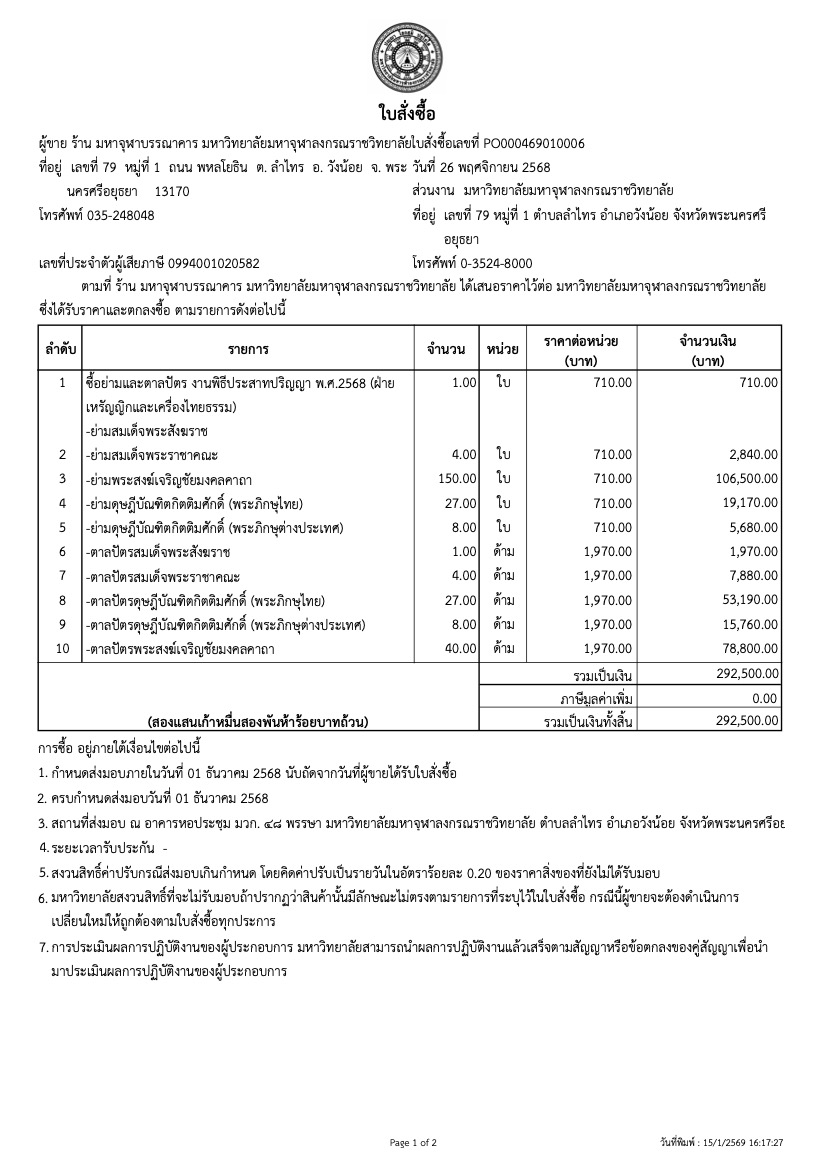 ใบสั่งซื้อ
ผู้ขาย ร้าน มหาจุฬาบรรณาคาร มหาวิทยาลัยมหาจุฬาลงกรณราชวิทยาลัยใบสั่งซื้อเลขที่ PO000469010006
ที่อยู่ เลขที่ 79 หมู่ที่ 1 ถนน พหลโยธิน ต. ลำไทร อ. วังน้อย จ. พระ วันที่ 26 พฤศจิกายน 2568
นครศรีอยุธยา 13170 ส่วนงาน มหาวิทยาลัยมหาจุฬาลงกรณราชวิทยาลัย
โทรศัพท์ 035-248048 ที่อยู่ เลขที่ 79 หมู่ที่ 1 ตำบลลำไทร อำเภอวังน้อย จังหวัดพระนครศรี
อยุธยา
เลขที่ประจำตัวผู้เสียภาษี 0994001020582 โทรศัพท์ 0-3524-8000
ตามที่ ร้าน มหาจุฬาบรรณาคาร มหาวิทยาลัยมหาจุฬาลงกรณราชวิทยาลัย ได้เสนอราคาไว้ต่อ มหาวิทยาลัยมหาจุฬาลงกรณราชวิทยาลัย
ซึ่งได้รับราคาและตกลงซื้อ ตามรายการดังต่อไปนี้
ลำดับ รายการ จำนวน หน่วย ราคาต่อหน่วย จำนวนเงิน
(บาท) (บาท)
1 ซื้อย่ามและตาลปัตร งานพิธีประสาทปริญญา พ.ศ.2568 (ฝ่าย 1.00 ใบ 710.00 710.00
เหรัญญิกและเครื่องไทยธรรม)
-ย่ามสมเด็จพระสังฆราช
2 -ย่ามสมเด็จพระราชาคณะ 4.00 ใบ 710.00 2,840.00
3 -ย่ามพระสงฆ์เจริญชัยมงคลคาถา 150.00 ใบ 710.00 106,500.00
4 -ย่ามดุษฎีบัณฑิตกิตติมศักดิ์ (พระภิกษุไทย) 27.00 ใบ 710.00 19,170.00
5 -ย่ามดุษฎีบัณฑิตกิตติมศักดิ์ (พระภิกษุต่างประเทศ) 8.00 ใบ 710.00 5,680.00
6 -ตาลปัตรสมเด็จพระสังฆราช 1.00 ด้าม 1,970.00 1,970.00
7 -ตาลปัตรสมเด็จพระราชาคณะ 4.00 ด้าม 1,970.00 7,880.00
8 -ตาลปัตรดุษฎีบัณฑิตกิตติมศักดิ์ (พระภิกษุไทย) 27.00 ด้าม 1,970.00 53,190.00
9 -ตาลปัตรดุษฎีบัณฑิตกิตติมศักดิ์ (พระภิกษุต่างประเทศ) 8.00 ด้าม 1,970.00 15,760.00
10 -ตาลปัตรพระสงฆ์เจริญชัยมงคลคาถา 40.00 ด้าม 1,970.00 78,800.00
รวมเป็นเงิน 292,500.00
ภาษีมูลค่าเพิ่ม 0.00
(สองแสนเก้าหมื่นสองพันห้าร้อยบาทถ้วน) รวมเป็นเงินทั้งสิ้น 292,500.00
การซื้อ อยู่ภายใต้เงื่อนไขต่อไปนี้
1. กำหนดส่งมอบภายในวันที่ 01 ธันวาคม 2568 นับถัดจากวันที่ผู้ขายได้รับใบสั่งซื้อ
2. ครบกำหนดส่งมอบวันที่ 01 ธันวาคม 2568
3. สถานที่ส่งมอบ ณ อาคารหอประชุม มวก. ๔๘ พรรษา มหาวิทยาลัยมหาจุฬาลงกรณราชวิทยาลัย ตำบลลำไทร อำเภอวังน้อย จังหวัดพระนครศรีอย
4. ระยะเวลารับประกัน -
5. สงวนสิทธิ์ค่าปรับกรณีส่งมอบเกินกำหนด โดยคิดค่าปรับเป็นรายวันในอัตราร้อยละ 0.20 ของราคาสิ่งของที่ยังไม่ได้รับมอบ
6. มหาวิทยาลัยสงวนสิทธิ์ที่จะไม่รับมอบถ้าปรากฏว่าสินค้านั้นมีลักษณะไม่ตรงตามรายการที่ระบุไว้ในใบสั่งซื้อ กรณีนี้ผู้ขายจะต้องดำเนินการ
เปลี่ยนใหม่ให้ถูกต้องตามใบสั่งซื้อทุกประการ
7. การประเมินผลการปฏิบัติงานของผู้ประกอบการ มหาวิทยาลัยสามารถนำผลการปฏิบัติงานแล้วเสร็จตามสัญญาหรือข้อตกลงของคู่สัญญาเพื่อนำ
มาประเมินผลการปฏิบัติงานของผู้ประกอบการ
Page 1 of 2 วันที่พิมพ์ : 15/1/2569 16:17:27